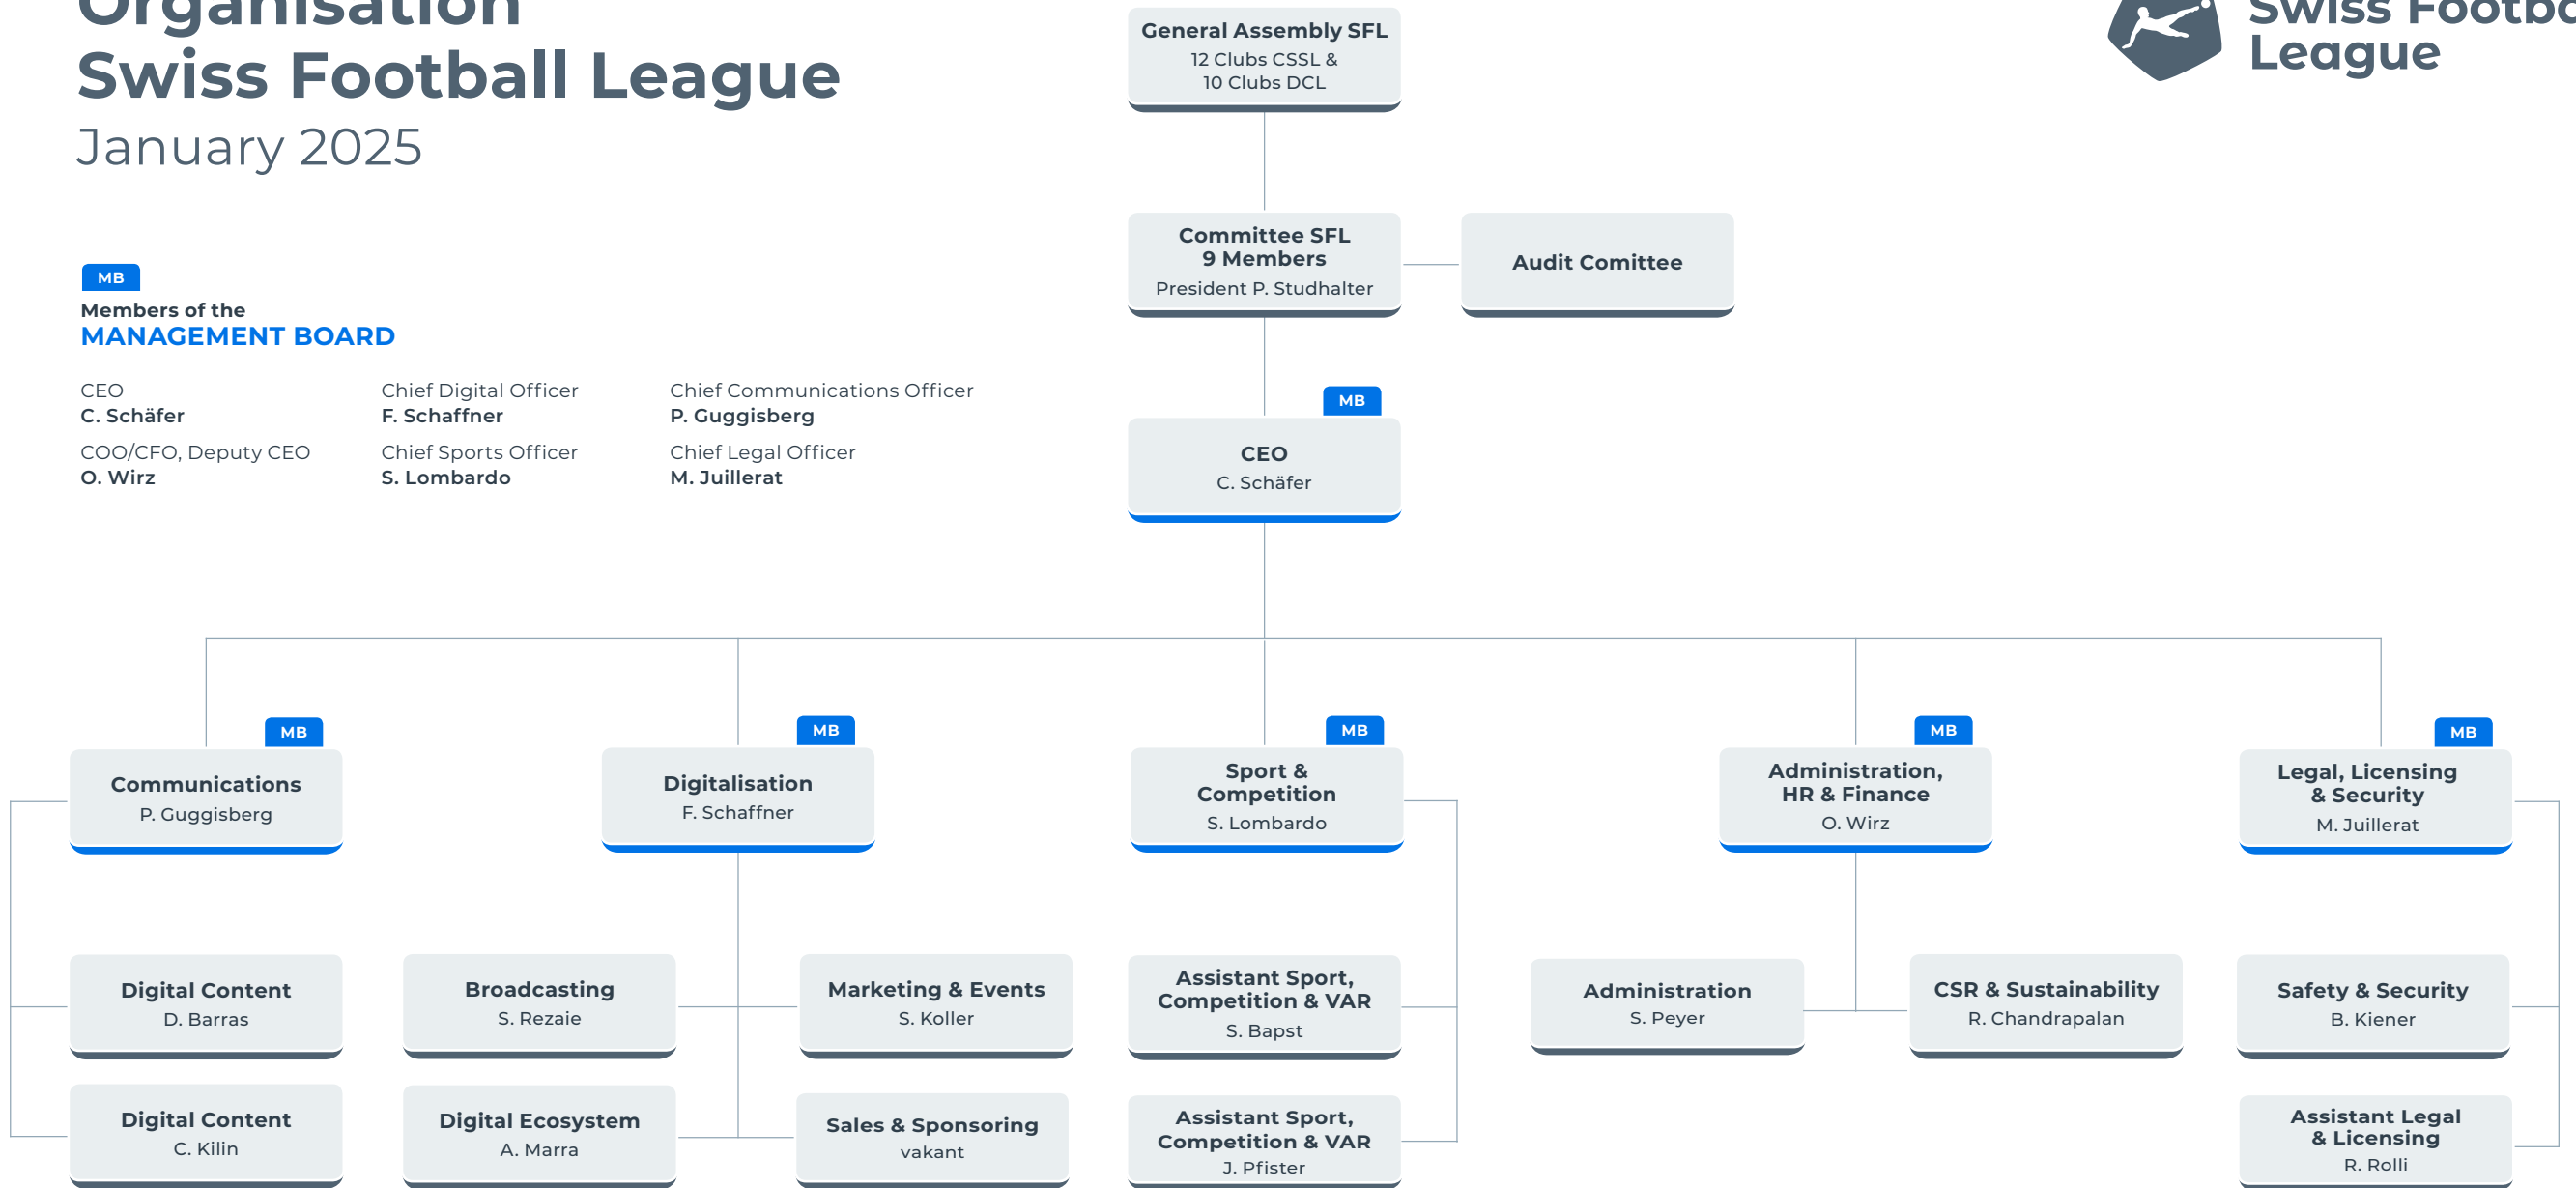 Organisation
Swiss Football League
January 2025
Swiss Footb
League
General Assembly SFL
12 Clubs CSSL &
10 Clubs DCL
Committee SFL
9 Members
President P. Studhalter
Audit Comittee
MB
Members of the
MANAGEMENT BOARD
CEO
C. Schäfer
COO/CFO, Deputy CEO
O. Wirz
Chief Digital Officer
F. Schaffner
Chief Sports Officer
S. Lombardo
Chief Communications Officer
P. Guggisberg
Chief Legal Officer
M. Juillerat
MB
CEO
C. Schäfer
MB
Communications
P. Guggisberg
MB
Digitalisation
F. Schaffner
MB
Sport &
Competition
S. Lombardo
MB
Administration,
HR & Finance
O. Wirz
MB
Legal, Licensing
& Security
M. Juillerat
Digital Content
D. Barras
Broadcasting
S. Rezaie
Marketing & Events
S. Koller
Assistant Sport,
Competition & VAR
S. Bapst
Administration
S. Peyer
CSR & Sustainability
R. Chandrapalan
Safety & Security
B. Kiener
Digital Content
C. Kilin
Digital Ecosystem
A. Marra
Sales & Sponsoring
vakant
Assistant Sport,
Competition & VAR
J. Pfister
Assistant Legal
& Licensing
R. Rolli